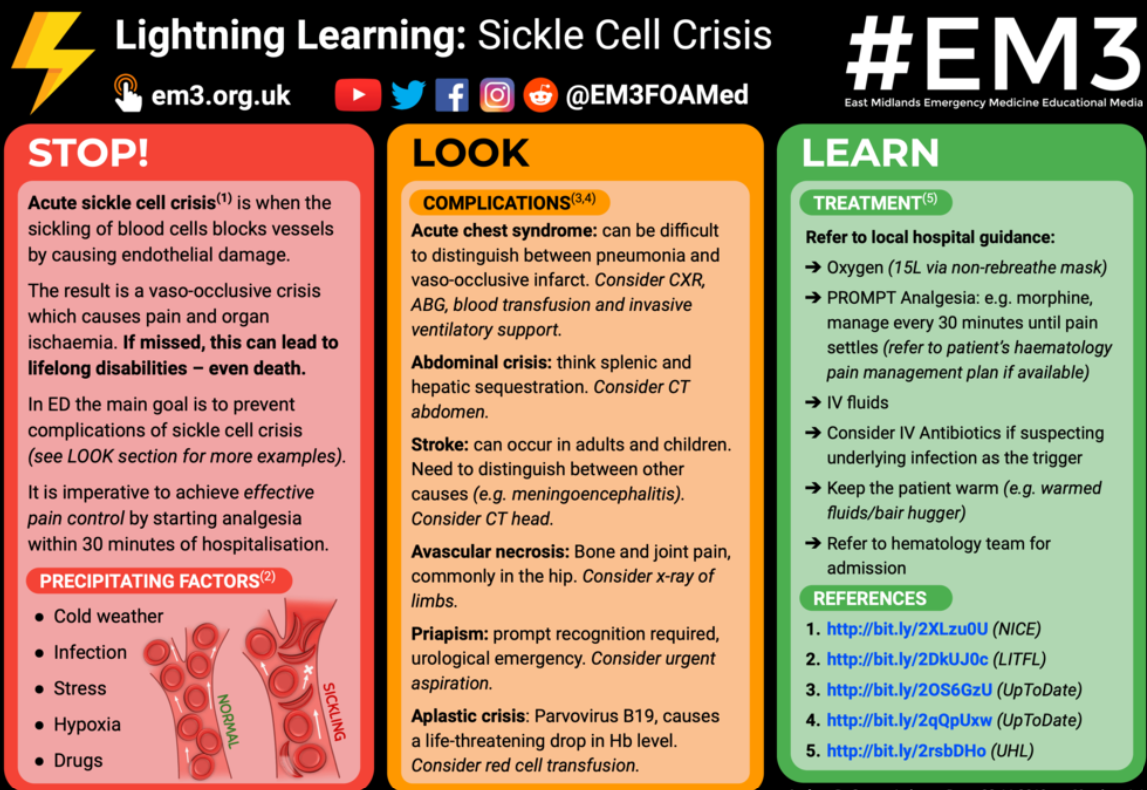 Lightning Learning: Sickle Cell Crisis
em3.org.uk
@EM3FOAMed
#EM3
East Midlands Emergency Medicine Educational Media
STOP!
Acute sickle cell crisis(1) is when the
sickling of blood cells blocks vessels
by causing endothelial damage.
The result is a vaso-occlusive crisis
which causes pain and organ
ischaemia. If missed, this can lead to
lifelong disabilities – even death.
In ED the main goal is to prevent
complications of sickle cell crisis
(see LOOK section for more examples).
It is imperative to achieve effective
pain control by starting analgesia
within 30 minutes of hospitalisation.
PRECIPITATING FACTORS(2)
● Cold weather
● Infection
● Stress
● Hypoxia
● Drugs
NORMAL
SICKLING
LOOK
COMPLICATIONS(3,4)
Acute chest syndrome: can be difficult
to distinguish between pneumonia and
vaso-occlusive infarct. Consider CXR,
ABG, blood transfusion and invasive
ventilatory support.
Abdominal crisis: think splenic and
hepatic sequestration. Consider CT
abdomen.
Stroke: can occur in adults and children.
Need to distinguish between other
causes (e.g. meningoencephalitis).
Consider CT head.
Avascular necrosis: Bone and joint pain,
commonly in the hip. Consider x-ray of
limbs.
Priapism: prompt recognition required,
urological emergency. Consider urgent
aspiration.
Aplastic crisis: Parvovirus B19, causes
a life-threatening drop in Hb level.
Consider red cell transfusion.
LEARN
TREATMENT(5)
Refer to local hospital guidance:
➔ Oxygen (15L via non-rebreathe mask)
➔ PROMPT Analgesia: e.g. morphine,
manage every 30 minutes until pain
settles (refer to patient's haematology
pain management plan if available)
➔ IV fluids
➔ Consider IV Antibiotics if suspecting
underlying infection as the trigger
➔ Keep the patient warm (e.g. warmed
fluids/bair hugger)
➔ Refer to hematology team for
admission
REFERENCES
1. http://bit.ly/2XLzu0U (NICE)
2. http://bit.ly/2DkUJ0c (LITFL)
3. http://bit.ly/2OS6GzU (UpToDate)
4. http://bit.ly/2qQpUxw (UpToDate)
5. http://bit.ly/2rsbDHo (UHL)